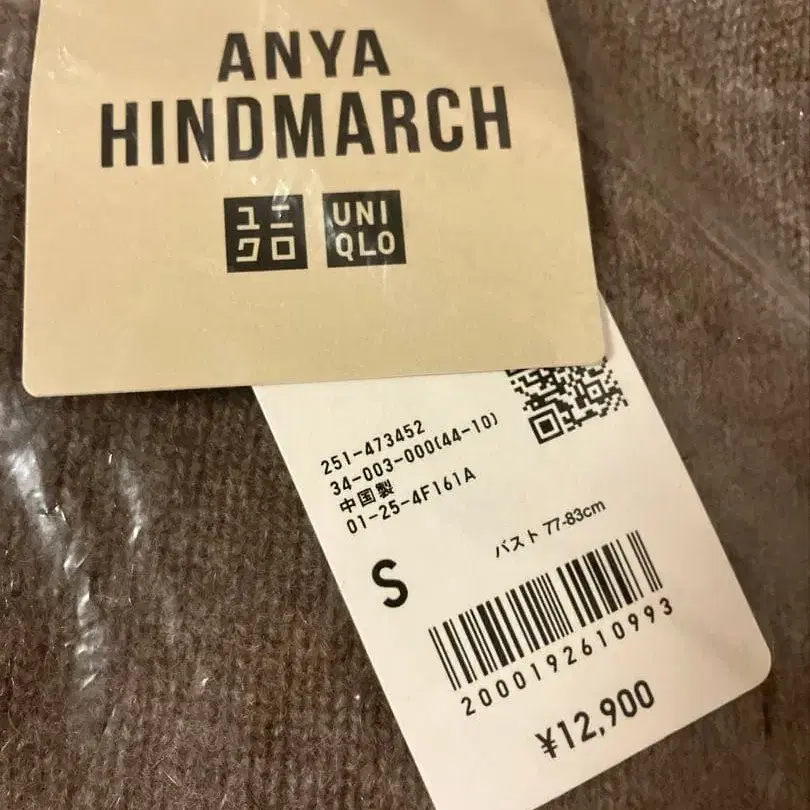 ANYA
HINDMARCH
ユニ
クロ
UNI
QLO
251-473452
34-003-000(44-10)
中国製
01-25-4F161A
S
バスト 77-83cm
2000192610993
¥12,900